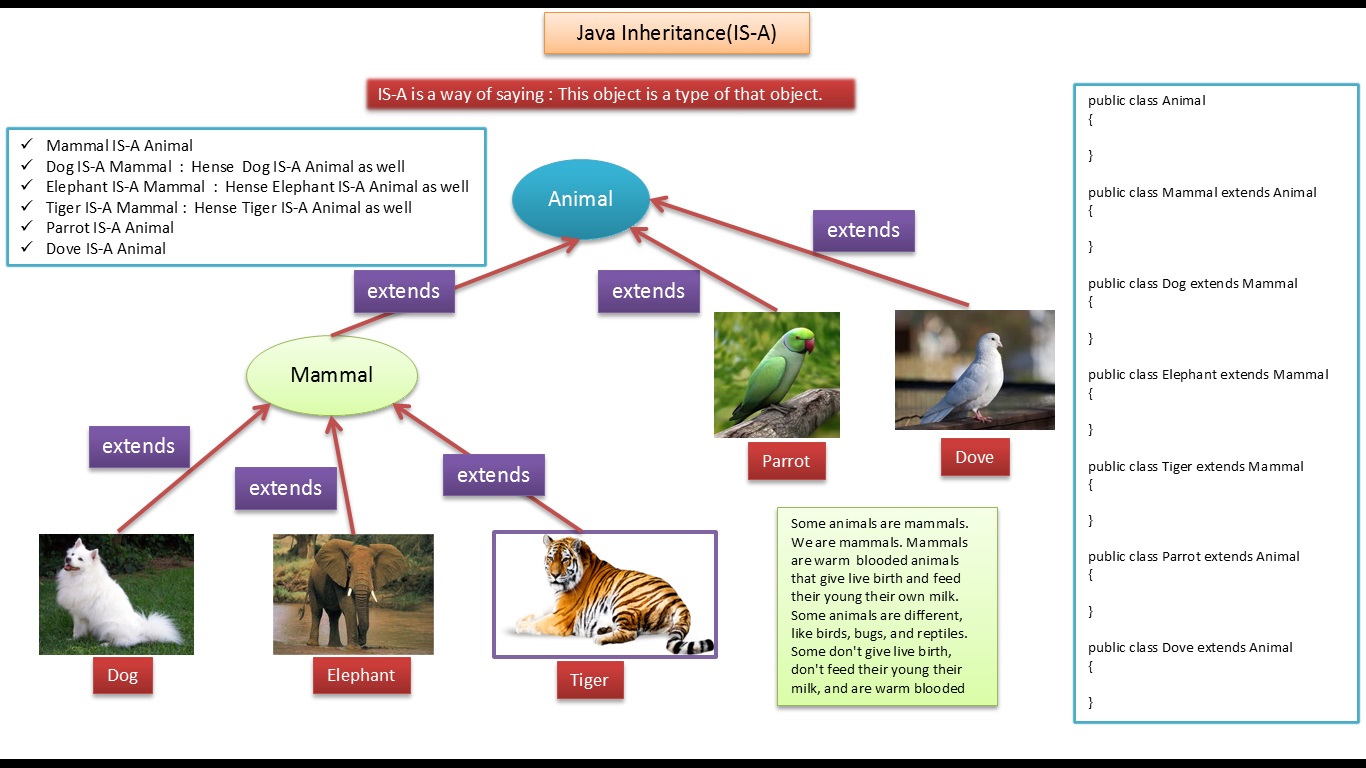 Java Inheritance(IS-A)
IS-A is a way of saying : This object is a type of that object.
✓ Mammal IS-A Animal
✓ Dog IS-A Mammal : Hense Dog IS-A Animal as well
✓ Elephant IS-A Mammal : Hense Elephant IS-A Animal as well
✓ Tiger IS-A Mammal : Hense Tiger IS-A Animal as well
✓ Parrot IS-A Animal
✓ Dove IS-A Animal
Animal
extends
extends
extends
Mammal
Parrot
Dove
extends
extends
extends
Dog
Elephant
Tiger
Some animals are mammals.
We are mammals. Mammals
are warm blooded animals
that give live birth and feed
their young their own milk.
Some animals are different,
like birds, bugs, and reptiles.
Some don't give live birth,
don't feed their young their
milk, and are warm blooded
public class Animal
{
}
public class Mammal extends Animal
{
}
public class Dog extends Mammal
{
}
public class Elephant extends Mammal
{
}
public class Tiger extends Mammal
{
}
public class Parrot extends Animal
{
}
public class Dove extends Animal
{
}